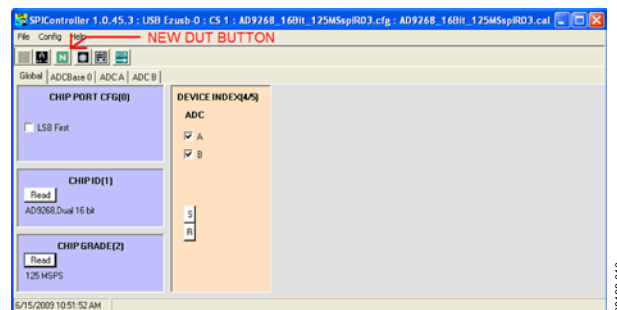 SPIController 1.0.45.3 : USB Ezusb-0 : CS 1 : AD9268_16Bit_125MSspiR03.cfg : AD9268_16Bit_125MSspiR03.cal
File Config Help
NEW DUT BUTTON
N
Global ADCBase 0 ADC A ADC B
CHIP PORT CFG(0)
LSB First
CHIP ID(1)
Read
AD9268,Dual 16 bit
CHIP GRADE(2)
Read
125 MSPS
DEVICE INDEX(4/5)
ADC
A
B
S
R
6/15/2009 10:51:52 AM